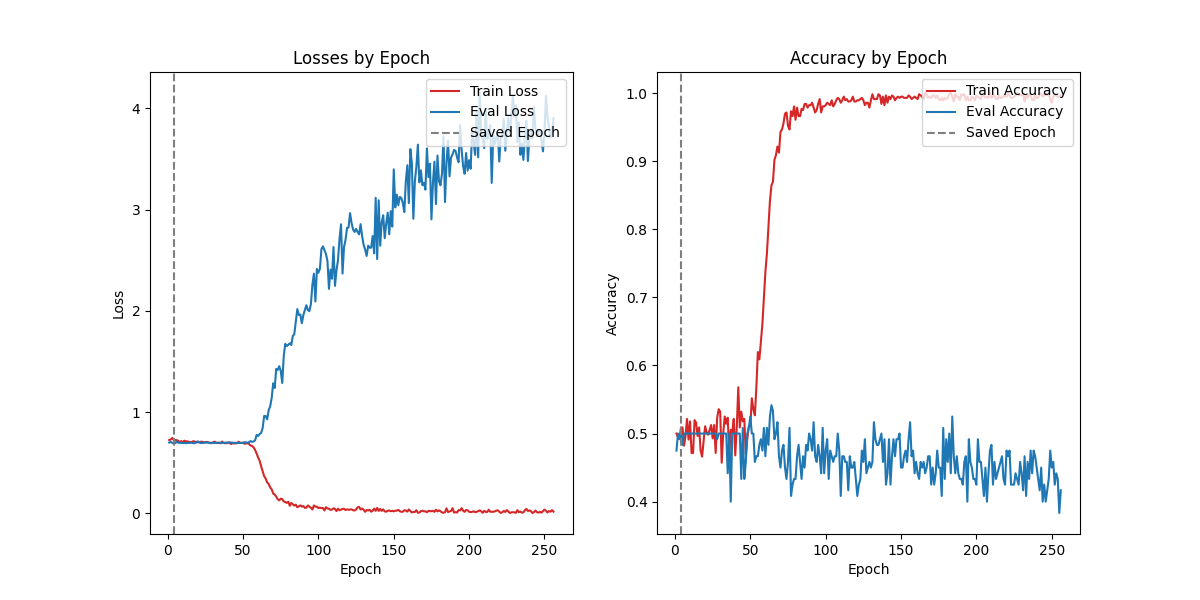 Losses by Epoch
Train Loss
Eval Loss
Saved Epoch
Loss
4
3
2
1
0
0
50
100
150
200
250
Epoch
Accuracy by Epoch
Train Accuracy
Eval Accuracy
Saved Epoch
Accuracy
1.0
0.9
0.8
0.7
0.6
0.5
0.4
0
50
100
150
200
250
Epoch